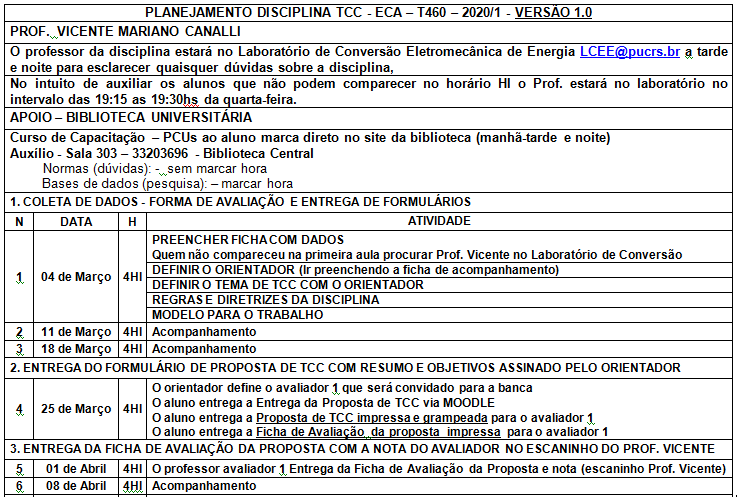 PLANEJAMENTO DISCIPLINA TCC - ECA – T460 – 2020/1 - VERSÃO 1.0
PROF. VICENTE MARIANO CANALLI
O professor da disciplina estará no Laboratório de Conversão Eletromecânica de Energia LCEE@pucrs.br a tarde
e noite para esclarecer quaisquer dúvidas sobre a disciplina,
No intuito de auxiliar os alunos que não podem comparecer no horário HI o Prof. estará no laboratório no
intervalo das 19:15 as 19:30hs da quarta-feira.
APOIO – BIBLIOTECA UNIVERSITÁRIA
Curso de Capacitação – PCUs ao aluno marca direto no site da biblioteca (manhã-tarde e noite)
Auxílio - Sala 303 – 33203696 - Biblioteca Central
Normas (dúvidas): - sem marcar hora
Bases de dados (pesquisa): – marcar hora
1. COLETA DE DADOS - FORMA DE AVALIAÇÃO E ENTREGA DE FORMULÁRIOS
N DATA H ATIVIDADE
PREENCHER FICHA COM DADOS
Quem não compareceu na primeira aula procurar Prof. Vicente no Laboratório de Conversão
1 04 de Março 4HI DEFINIR O ORIENTADOR (Ir preenchendo a ficha de acompanhamento)
DEFINIR O TEMA DE TCC COM O ORIENTADOR
REGRAS E DIRETRIZES DA DISCIPLINA
MODELO PARA O TRABALHO
2 11 de Março 4HI Acompanhamento
3 18 de Março 4HI Acompanhamento
2. ENTREGA DO FORMULÁRIO DE PROPOSTA DE TCC COM RESUMO E OBJETIVOS ASSINADO PELO ORIENTADOR
O orientador define o avaliador 1 que será convidado para a banca
4 25 de Março 4HI O aluno entrega a Entrega da Proposta de TCC via MOODLE
O aluno entrega a Proposta de TCC impressa e grampeada para o avaliador 1
O aluno entrega a Ficha de Avaliação da proposta impressa para o avaliador 1
3. ENTREGA DA FICHA DE AVALIAÇÃO DA PROPOSTA COM A NOTA DO AVALIADOR NO ESCANINHO DO PROF. VICENTE
5 01 de Abril 4HI O professor avaliador 1 Entrega da Ficha de Avaliação da Proposta e nota (escaninho Prof. Vicente)
6 08 de Abril 4HI Acompanhamento